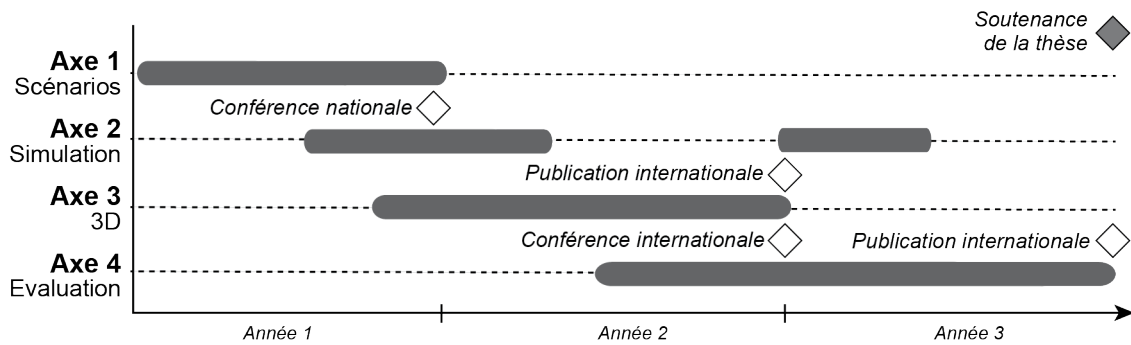 Soutenance
de la thèse
Axe 1
Scénarios
Conférence nationale
Axe 2
Simulation
Publication internationale
Axe 3
3D
Conférence internationale
Publication internationale
Axe 4
Evaluation
Année 1
Année 2
Année 3